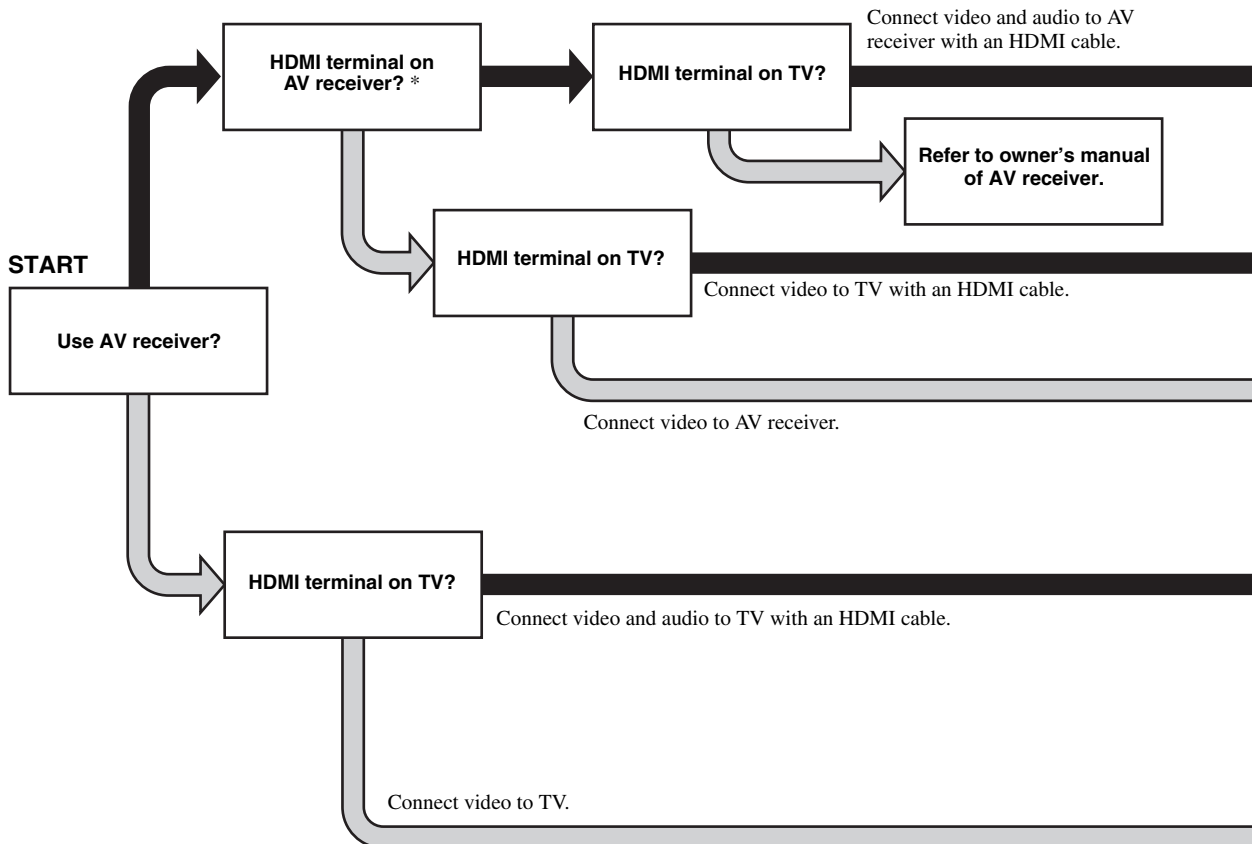 Connect video and audio to AV
receiver with an HDMI cable.
HDMI terminal on
AV receiver? *
HDMI terminal on TV?
Refer to owner's manual
of AV receiver.
HDMI terminal on TV?
Connect video to TV with an HDMI cable.
START
Use AV receiver?
Connect video to AV receiver.
HDMI terminal on TV?
Connect video and audio to TV with an HDMI cable.
Connect video to TV.